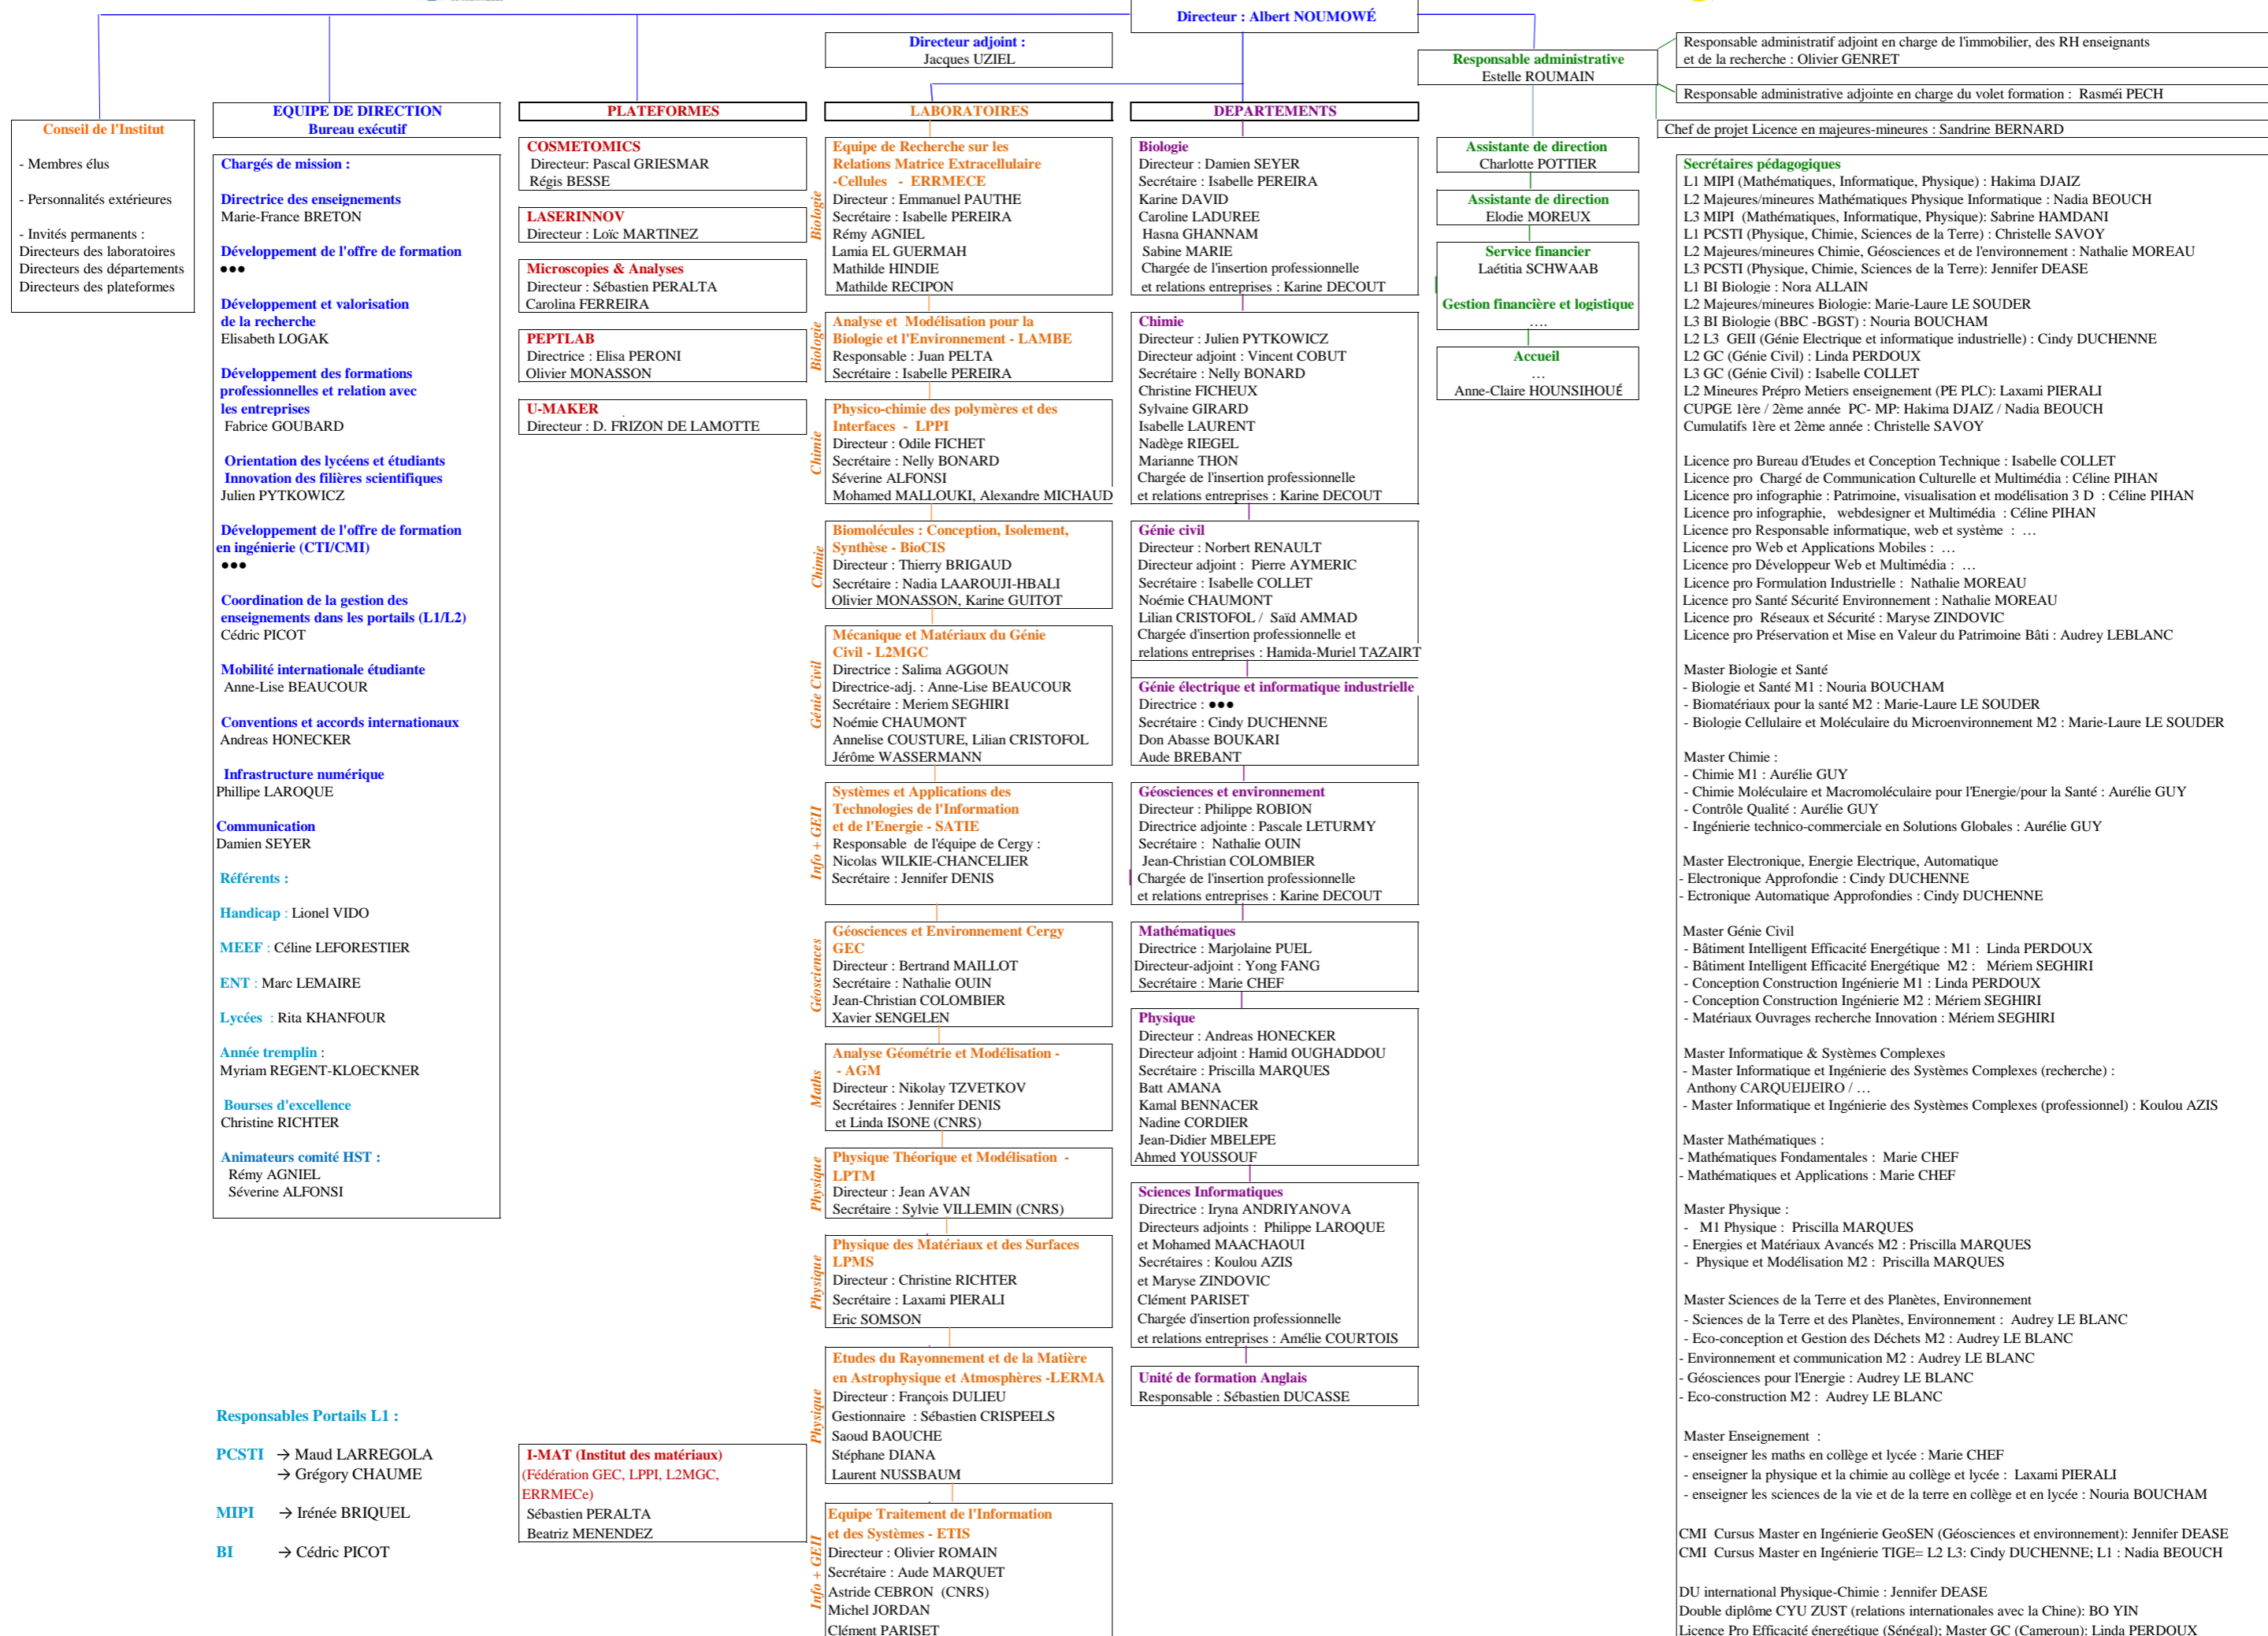 Directeur : Albert NOUMOWÉ
Directeur adjoint :
Jacques UZIEL
Responsable administrative
Estelle ROUMAIN
Responsable administratif adjoint en charge de l'immobilier, des RH enseignants
et de la recherche : Olivier GENRET
Responsable administrative adjointe en charge du volet formation : Rasméi PECH
Chef de projet Licence en majeures-mineures : Sandrine BERNARD
Conseil de l'Institut
- Membres élus
- Personnalités extérieures
- Invités permanents :
Directeurs des laboratoires
Directeurs des départements
Directeurs des plateformes
EQUIPE DE DIRECTION
Bureau exécutif
Chargés de mission :
Directrice des enseignements
Marie-France BRETON
Développement de l'offre de formation
●●●
Développement et valorisation
de la recherche
Elisabeth LOGAK
Développement des formations
professionnelles et relation avec
les entreprises
Fabrice GOUBARD
Orientation des lycéens et étudiants
Innovation des filières scientifiques
Julien PYTKOWICZ
Développement de l'offre de formation
en ingénierie (CTI/CMI)
●●●
Coordination de la gestion des
enseignements dans les portails (L1/L2)
Cédric PICOT
Mobilité internationale étudiante
Anne-Lise BEAUCOUR
Conventions et accords internationaux
Andreas HONECKER
Infrastructure numérique
Phillipe LAROQUE
Communication
Damien SEYER
Référents :
Handicap : Lionel VIDO
MEEF : Céline LEFORESTIER
ENT : Marc LEMAIRE
Lycées : Rita KHANFOUR
Année tremplin :
Myriam REGENT-KLOECKNER
Bourses d'excellence
Christine RICHTER
Animateurs comité HST :
Rémy AGNIEL
Séverine ALFONSI
Responsables Portails L1 :
PCSTI → Maud LARREGOLA
→ Grégory CHAUME
MIPI → Irénée BRIQUEL
BI → Cédric PICOT
PLATEFORMES
COSMETOMICS
Directeur: Pascal GRIESMAR
Régis BESSE
LASERINNOV
Directeur : Loïc MARTINEZ
Microscopies & Analyses
Directeur : Sébastien PERALTA
Carolina FERREIRA
PEPTLAB
Directrice : Elisa PERONI
Olivier MONASSON
U-MAKER
Directeur : D. FRIZON DE LAMOTTE
I-MAT (Institut des matériaux)
(Fédération GEC, LPPI, L2MGC,
ERRMECe)
Sébastien PERALTA
Beatriz MENENDEZ
LABORATOIRES
Biologie
Equipe de Recherche sur les
Relations Matrice Extracellulaire
-Cellules - ERRMECE
Directeur : Emmanuel PAUTHE
Secrétaire : Isabelle PEREIRA
Rémy AGNIEL
Lamia EL GUERMAH
Mathilde HINDIE
Mathilde RECIPON
Biologie
Analyse et Modélisation pour la
Biologie et l'Environnement - LAMBE
Responsable : Juan PELTA
Secrétaire : Isabelle PEREIRA
Chimie
Physico-chimie des polymères et des
Interfaces - LPPI
Directeur : Odile FICHET
Secrétaire : Nelly BONARD
Séverine ALFONSI
Mohamed MALLOUKI, Alexandre MICHAUD
Chimie
Biomolécules : Conception, Isolement,
Synthèse - BioCIS
Directeur : Thierry BRIGAUD
Secrétaire : Nadia LAAROUJI-HBALI
Olivier MONASSON, Karine GUITOT
Génie Civil
Mécanique et Matériaux du Génie
Civil - L2MGC
Directrice : Salima AGGOUN
Directrice-adj. : Anne-Lise BEAUCOUR
Secrétaire : Meriem SEGHIRI
Noémie CHAUMONT
Annelise COUSTURE, Lilian CRISTOFOL
Jérôme WASSERMANN
Info + GEII
Systèmes et Applications des
Technologies de l'Information
et de l'Energie - SATIE
Responsable de l'équipe de Cergy :
Nicolas WILKIE-CHANCELIER
Secrétaire : Jennifer DENIS
Géosciences
Géosciences et Environnement Cergy
GEC
Directeur : Bertrand MAILLOT
Secrétaire : Nathalie OUIN
Jean-Christian COLOMBIER
Xavier SENGELEN
Maths
Analyse Géométrie et Modélisation -
- AGM
Directeur : Nikolay TZVETKOV
Secrétaires : Jennifer DENIS
et Linda ISONE (CNRS)
Physique
Physique Théorique et Modélisation -
LPTM
Directeur : Jean AVAN
Secrétaire : Sylvie VILLEMIN (CNRS)
Physique
Physique des Matériaux et des Surfaces
LPMS
Directeur : Christine RICHTER
Secrétaire : Laxami PIERALI
Eric SOMSON
Physique
Etudes du Rayonnement et de la Matière
en Astrophysique et Atmosphères -LERMA
Directeur : François DULIEU
Gestionnaire : Sébastien CRISPEELS
Saoud BAOUCHE
Stéphane DIANA
Laurent NUSSBAUM
Info + GEII
Equipe Traitement de l'Information
et des Systèmes - ETIS
Directeur : Olivier ROMAIN
Secrétaire : Aude MARQUET
Astride CEBRON (CNRS)
Michel JORDAN
Clément PARISET
DEPARTEMENTS
Biologie
Directeur : Damien SEYER
Secrétaire : Isabelle PEREIRA
Karine DAVID
Caroline LADUREE
Hasna GHANNAM
Sabine MARIE
Chargée de l'insertion professionnelle
et relations entreprises : Karine DECOUT
Chimie
Directeur : Julien PYTKOWICZ
Directeur adjoint : Vincent COBUT
Secrétaire : Nelly BONARD
Christine FICHEUX
Sylvaine GIRARD
Isabelle LAURENT
Nadège RIEGEL
Marianne THON
Chargée de l'insertion professionnelle
et relations entreprises : Karine DECOUT
Génie civil
Directeur : Norbert RENAULT
Directeur adjoint : Pierre AYMERIC
Secrétaire : Isabelle COLLET
Noémie CHAUMONT
Lilian CRISTOFOL / Saïd AMMAD
Chargée d'insertion professionnelle et
relations entreprises : Hamida-Muriel TAZAIRT
Génie électrique et informatique industrielle
Directrice : ●●●
Secrétaire : Cindy DUCHENNE
Don Abasse BOUKARI
Aude BREBANT
Géosciences et environnement
Directeur : Philippe ROBION
Directrice adjointe : Pascale LETURMY
Secrétaire : Nathalie OUIN
Jean-Christian COLOMBIER
Chargée de l'insertion professionnelle
et relations entreprises : Karine DECOUT
Mathématiques
Directrice : Marjolaine PUEL
Directeur-adjoint : Yong FANG
Secrétaire : Marie CHEF
Physique
Directeur : Andreas HONECKER
Directeur adjoint : Hamid OUGHADDOU
Secrétaire : Priscilla MARQUES
Batt AMANA
Kamal BENNACER
Nadine CORDIER
Jean-Didier MBELEPE
Ahmed YOUSSOUF
Sciences Informatiques
Directrice : Iryna ANDRIYANOVA
Directeurs adjoints : Philippe LAROQUE
et Mohamed MAACHAOUI
Secrétaires : Koulou AZIS
et Maryse ZINDOVIC
Clément PARISET
Chargée d'insertion professionnelle
et relations entreprises : Amélie COURTOIS
Unité de formation Anglais
Responsable : Sébastien DUCASSE
Assistante de direction
Charlotte POTTIER
Assistante de direction
Elodie MOREUX
Service financier
Laétitia SCHWAAB
Gestion financière et logistique
….
Accueil
…
Anne-Claire HOUNSIHOUÉ
Secrétaires pédagogiques
L1 MIPI (Mathématiques, Informatique, Physique) : Hakima DJAIZ
L2 Majeures/mineures Mathématiques Physique Informatique : Nadia BEOUCH
L3 MIPI (Mathématiques, Informatique, Physique): Sabrine HAMDANI
L1 PCSTI (Physique, Chimie, Sciences de la Terre) : Christelle SAVOY
L2 Majeures/mineures Chimie, Géosciences et de l'environnement : Nathalie MOREAU
L3 PCSTI (Physique, Chimie, Sciences de la Terre): Jennifer DEASE
L1 BI Biologie : Nora ALLAIN
L2 Majeures/mineures Biologie: Marie-Laure LE SOUDER
L3 BI Biologie (BBC -BGST) : Nouria BOUCHAM
L2 L3 GEII (Génie Electrique et informatique industrielle) : Cindy DUCHENNE
L2 GC (Génie Civil) : Linda PERDOUX
L3 GC (Génie Civil) : Isabelle COLLET
L2 Mineures Prépro Metiers enseignement (PE PLC): Laxami PIERALI
CUPGE 1ère / 2ème année PC- MP: Hakima DJAIZ / Nadia BEOUCH
Cumulatifs 1ère et 2ème année : Christelle SAVOY
Licence pro Bureau d'Etudes et Conception Technique : Isabelle COLLET
Licence pro Chargé de Communication Culturelle et Multimédia : Céline PIHAN
Licence pro infographie : Patrimoine, visualisation et modélisation 3 D : Céline PIHAN
Licence pro infographie, webdesigner et Multimédia : Céline PIHAN
Licence pro Responsable informatique, web et système : …
Licence pro Web et Applications Mobiles : …
Licence pro Développeur Web et Multimédia : …
Licence pro Formulation Industrielle : Nathalie MOREAU
Licence pro Santé Sécurité Environnement : Nathalie MOREAU
Licence pro Réseaux et Sécurité : Maryse ZINDOVIC
Licence pro Préservation et Mise en Valeur du Patrimoine Bâti : Audrey LEBLANC
Master Biologie et Santé
- Biologie et Santé M1 : Nouria BOUCHAM
- Biomatériaux pour la santé M2 : Marie-Laure LE SOUDER
- Biologie Cellulaire et Moléculaire du Microenvironnement M2 : Marie-Laure LE SOUDER
Master Chimie :
- Chimie M1 : Aurélie GUY
- Chimie Moléculaire et Macromoléculaire pour l'Energie/pour la Santé : Aurélie GUY
- Contrôle Qualité : Aurélie GUY
- Ingénierie technico-commerciale en Solutions Globales : Aurélie GUY
Master Electronique, Energie Electrique, Automatique
- Electronique Approfondie : Cindy DUCHENNE
- Ectronique Automatique Approfondies : Cindy DUCHENNE
Master Génie Civil
- Bâtiment Intelligent Efficacité Energétique : M1 : Linda PERDOUX
- Bâtiment Intelligent Efficacité Energétique M2 : Mériem SEGHIRI
- Conception Construction Ingénierie M1 : Linda PERDOUX
- Conception Construction Ingénierie M2 : Mériem SEGHIRI
- Matériaux Ouvrages recherche Innovation : Mériem SEGHIRI
Master Informatique & Systèmes Complexes
- Master Informatique et Ingénierie des Systèmes Complexes (recherche) :
Anthony CARQUEIJEIRO / …
- Master Informatique et Ingénierie des Systèmes Complexes (professionnel) : Koulou AZIS
Master Mathématiques :
- Mathématiques Fondamentales : Marie CHEF
- Mathématiques et Applications : Marie CHEF
Master Physique :
- M1 Physique : Priscilla MARQUES
- Energies et Matériaux Avancés M2 : Priscilla MARQUES
- Physique et Modélisation M2 : Priscilla MARQUES
Master Sciences de la Terre et des Planètes, Environnement
- Sciences de la Terre et des Planètes, Environnement : Audrey LE BLANC
- Eco-conception et Gestion des Déchets M2 : Audrey LE BLANC
- Environnement et communication M2 : Audrey LE BLANC
- Géosciences pour l'Energie : Audrey LE BLANC
- Eco-construction M2 : Audrey LE BLANC
Master Enseignement :
- enseigner les maths en collège et lycée : Marie CHEF
- enseigner la physique et la chimie au collège et lycée : Laxami PIERALI
- enseigner les sciences de la vie et de la terre en collège et en lycée : Nouria BOUCHAM
CMI Cursus Master en Ingénierie GeoSEN (Géosciences et environnement): Jennifer DEASE
CMI Cursus Master en Ingénierie TIGE= L2 L3: Cindy DUCHENNE; L1 : Nadia BEOUCH
DU international Physique-Chimie : Jennifer DEASE
Double diplôme CYU ZUST (relations internationales avec la Chine): BO YIN
Licence Pro Efficacité énergétique (Sénégal); Master GC (Cameroun): Linda PERDOUX